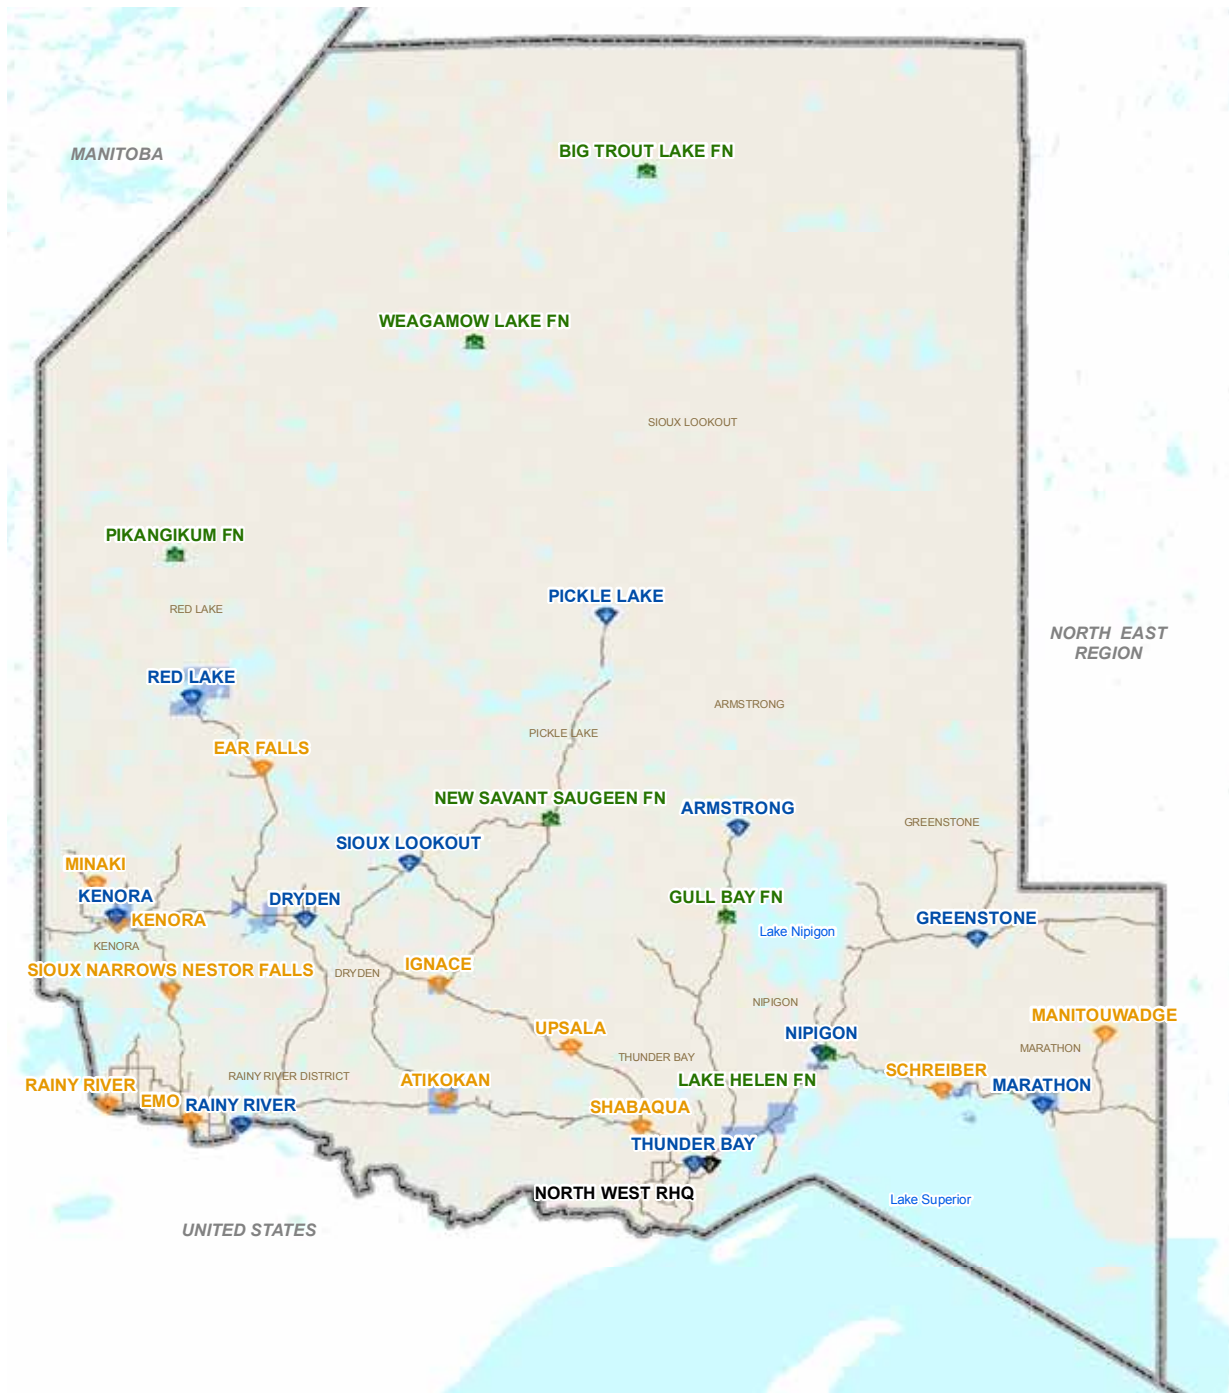 MANITOBA
BIG TROUT LAKE FN
WEAGAMOW LAKE FN
SIOUX LOOKOUT
PIKANGIKUM FN
PICKLE LAKE
RED LAKE
NORTH EAST
REGION
RED LAKE
ARMSTRONG
PICKLE LAKE
EAR FALLS
NEW SAVANT SAUGEEN FN
ARMSTRONG
GREENSTONE
SIOUX LOOKOUT
MINAKI
KENORA
DRYDEN
GULL BAY FN
KENORA
GREENSTONE
Lake Nipigon
KENORA
IGNACE
SIOUX NARROWS NESTOR FALLS
DRYDEN
NIPIGON
MANITOUWADGE
UPSALA
NIPIGON
MARATHON
THUNDER BAY
SCHREIBER
RAINY RIVER DISTRICT
ATIKOKAN
LAKE HELEN FN
RAINY RIVER
MARATHON
EMO
RAINY RIVER
SHABAQUA
THUNDER BAY
NORTH WEST RHQ
Lake Superior
UNITED STATES